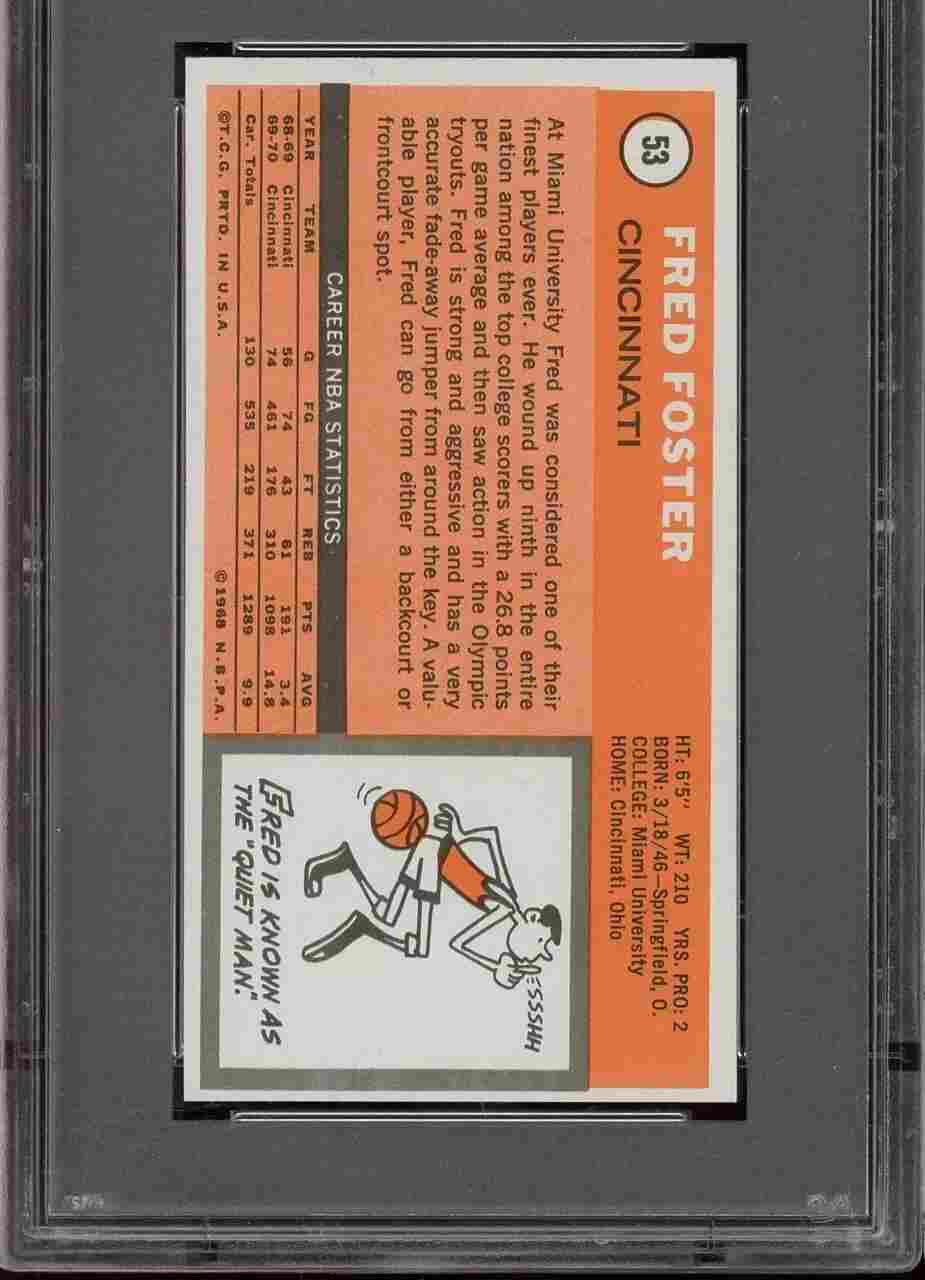 53
FRED FOSTER
CINCINNATI
HT: 6'5" WT: 210 YRS. PRO: 2
BORN: 3/18/46—Springfield, O.
COLLEGE: Miami University
HOME: Cincinnati, Ohio
At Miami University Fred was considered one of their
finest players ever. He wound up ninth in the entire
nation among the top college scorers with a 26.8 points
per game average and then saw action in the Olympic
tryouts. Fred is strong and aggressive and has a very
accurate fade-away jumper from around the key. A valu-
able player, Fred can go from either a backcourt or
frontcourt spot.
CAREER NBA STATISTICS
YEAR TEAM G FG FT REB PTS AVG
68-69 Cincinnati 56 74 43 61 191 3.4
69-70 Cincinnati 74 461 176 310 1098 14.8
Car. Totals 130 535 219 371 1289 9.9
©T.C.G. PRTD. IN U.S.A. ©1968 N.B.P.A.
SSSHH
FRED IS KNOWN AS
THE "QUIET MAN."